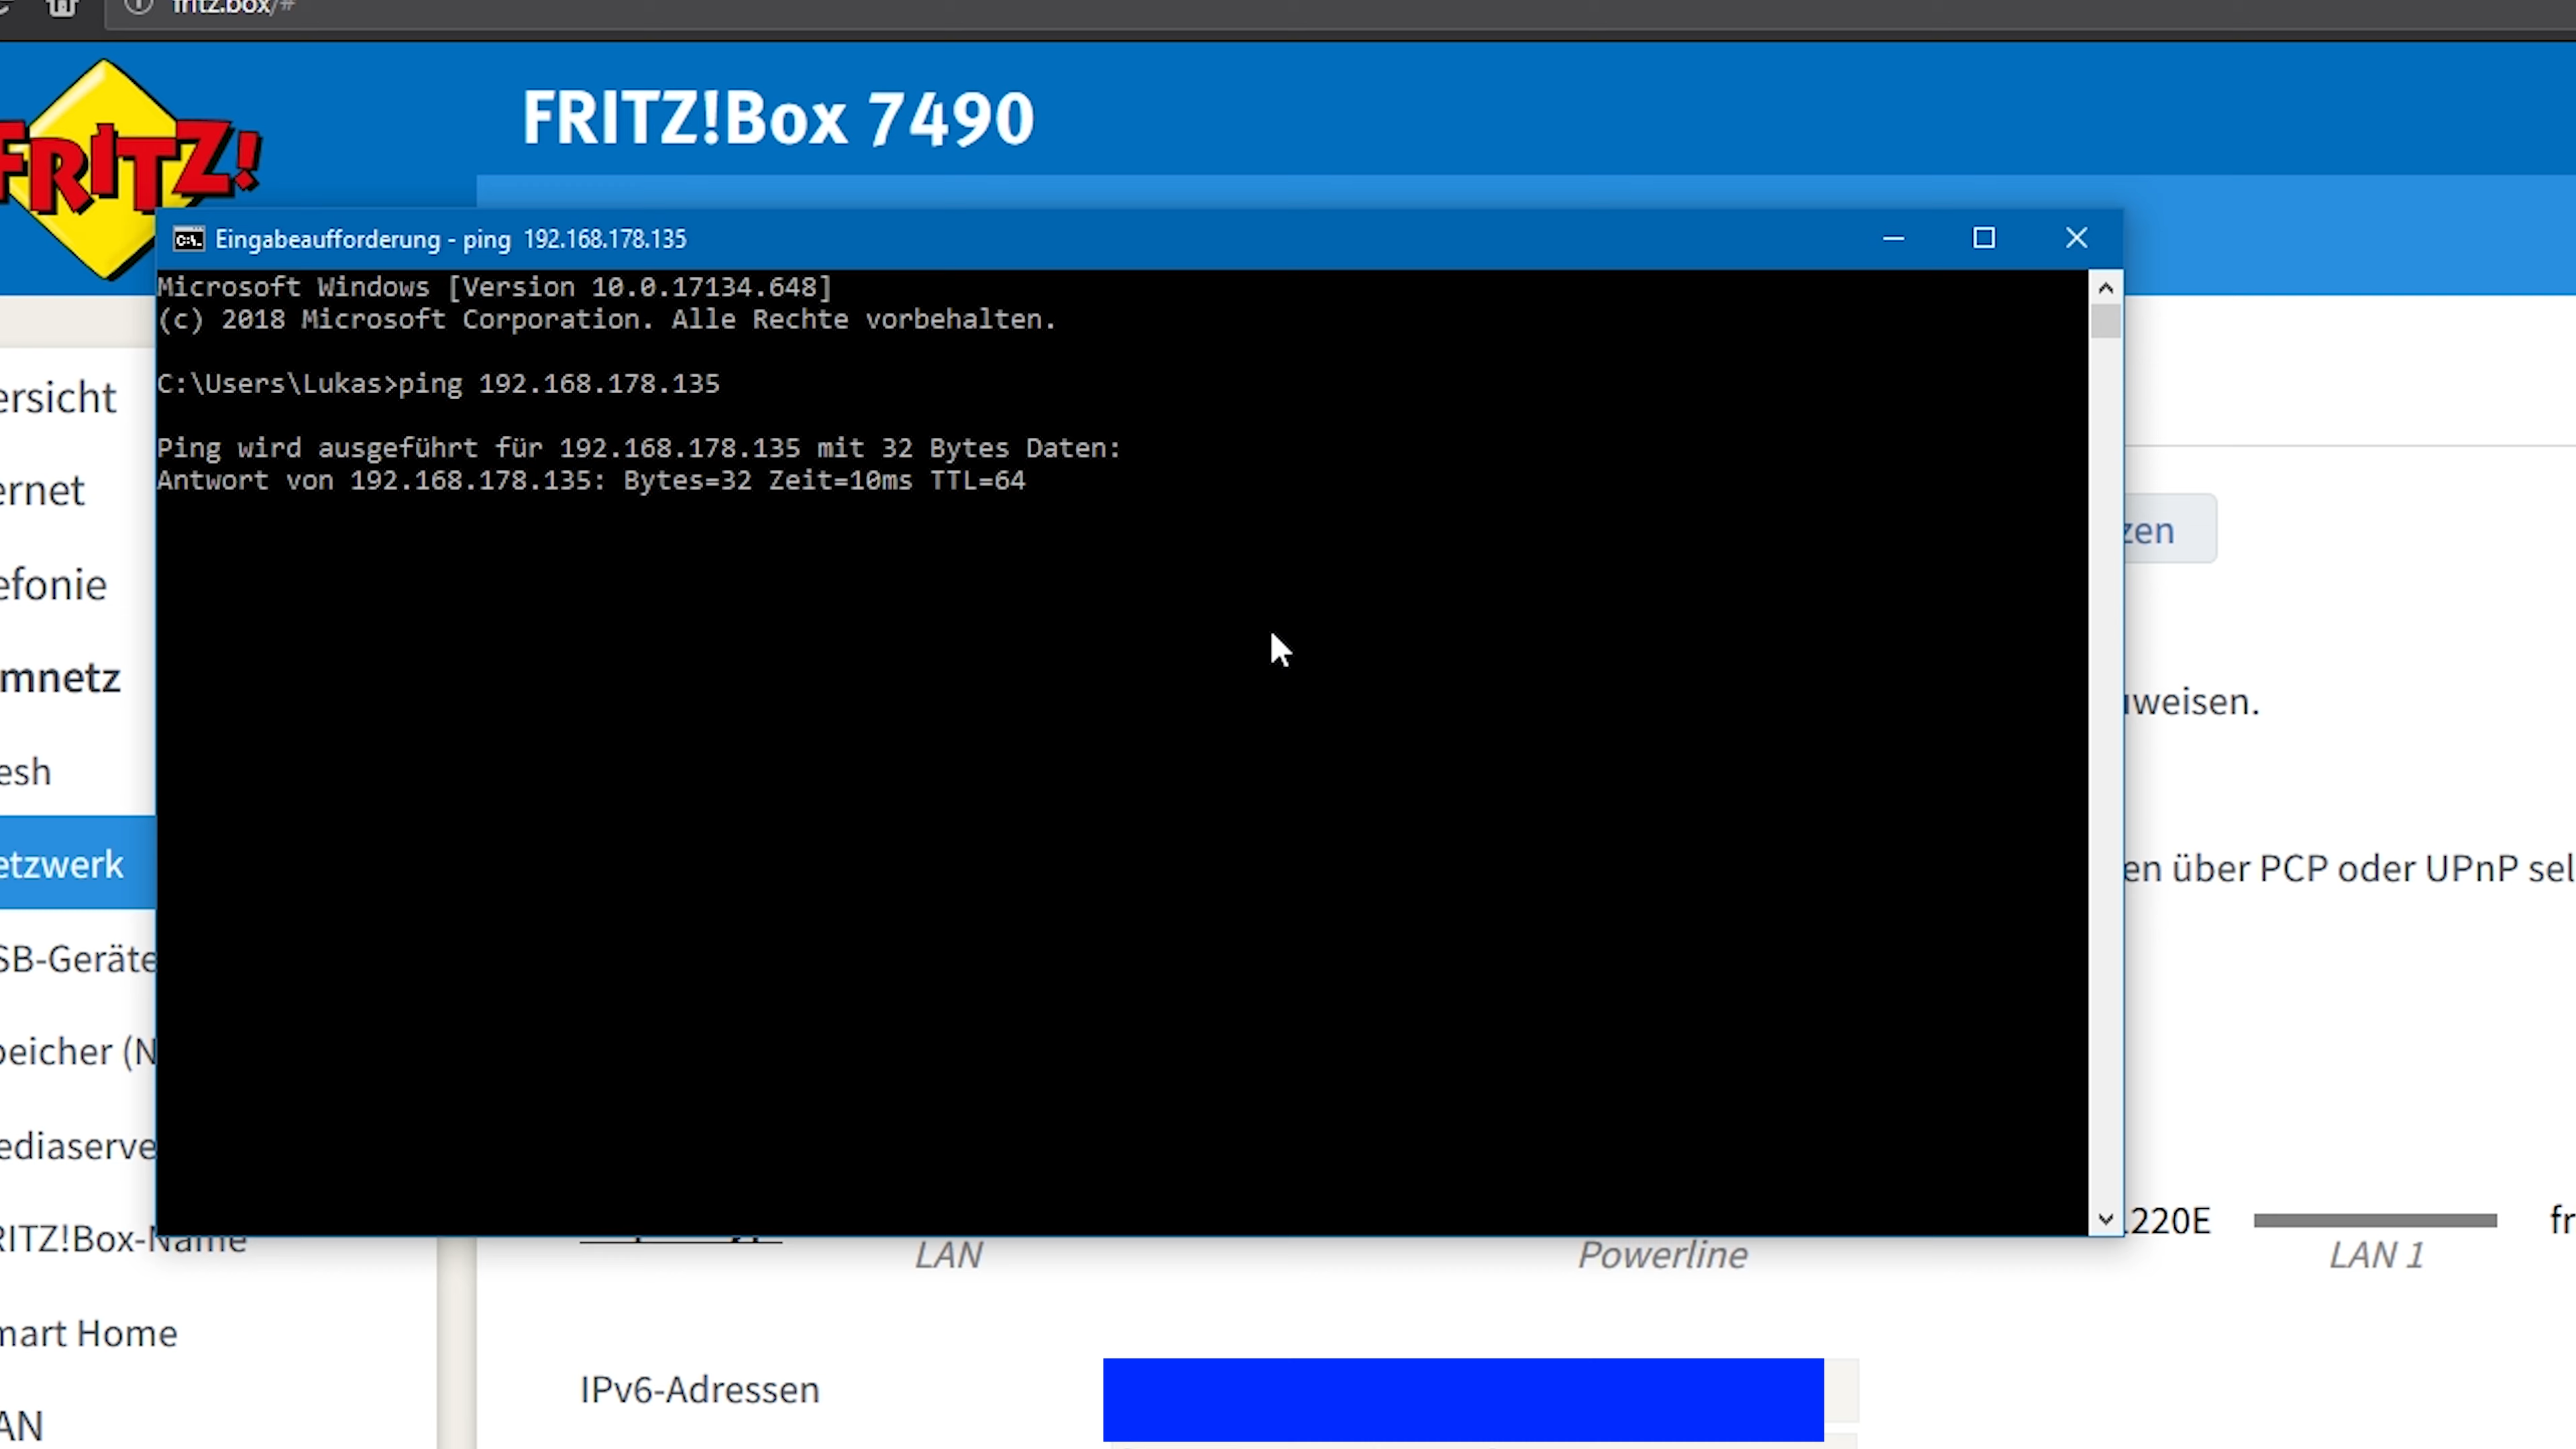 fritz.box/#
FRITZ!
FRITZ!Box 7490
Eingabeaufforderung - ping 192.168.178.135
Microsoft Windows [Version 10.0.17134.648]
(c) 2018 Microsoft Corporation. Alle Rechte vorbehalten.
C:\Users\Lukas>ping 192.168.178.135
Ping wird ausgeführt für 192.168.178.135 mit 32 Bytes Daten:
Antwort von 192.168.178.135: Bytes=32 Zeit=10ms TTL=64
ersicht
ernet
efonie
mnetz
esh
etzwerk
SB-Geräte
peicher (N
ediaserve
RITZ!Box-Name
mart Home
AN
zen
uweisen.
en über PCP oder UPnP sel
220E
fr
LAN
Powerline
LAN 1
IPv6-Adressen